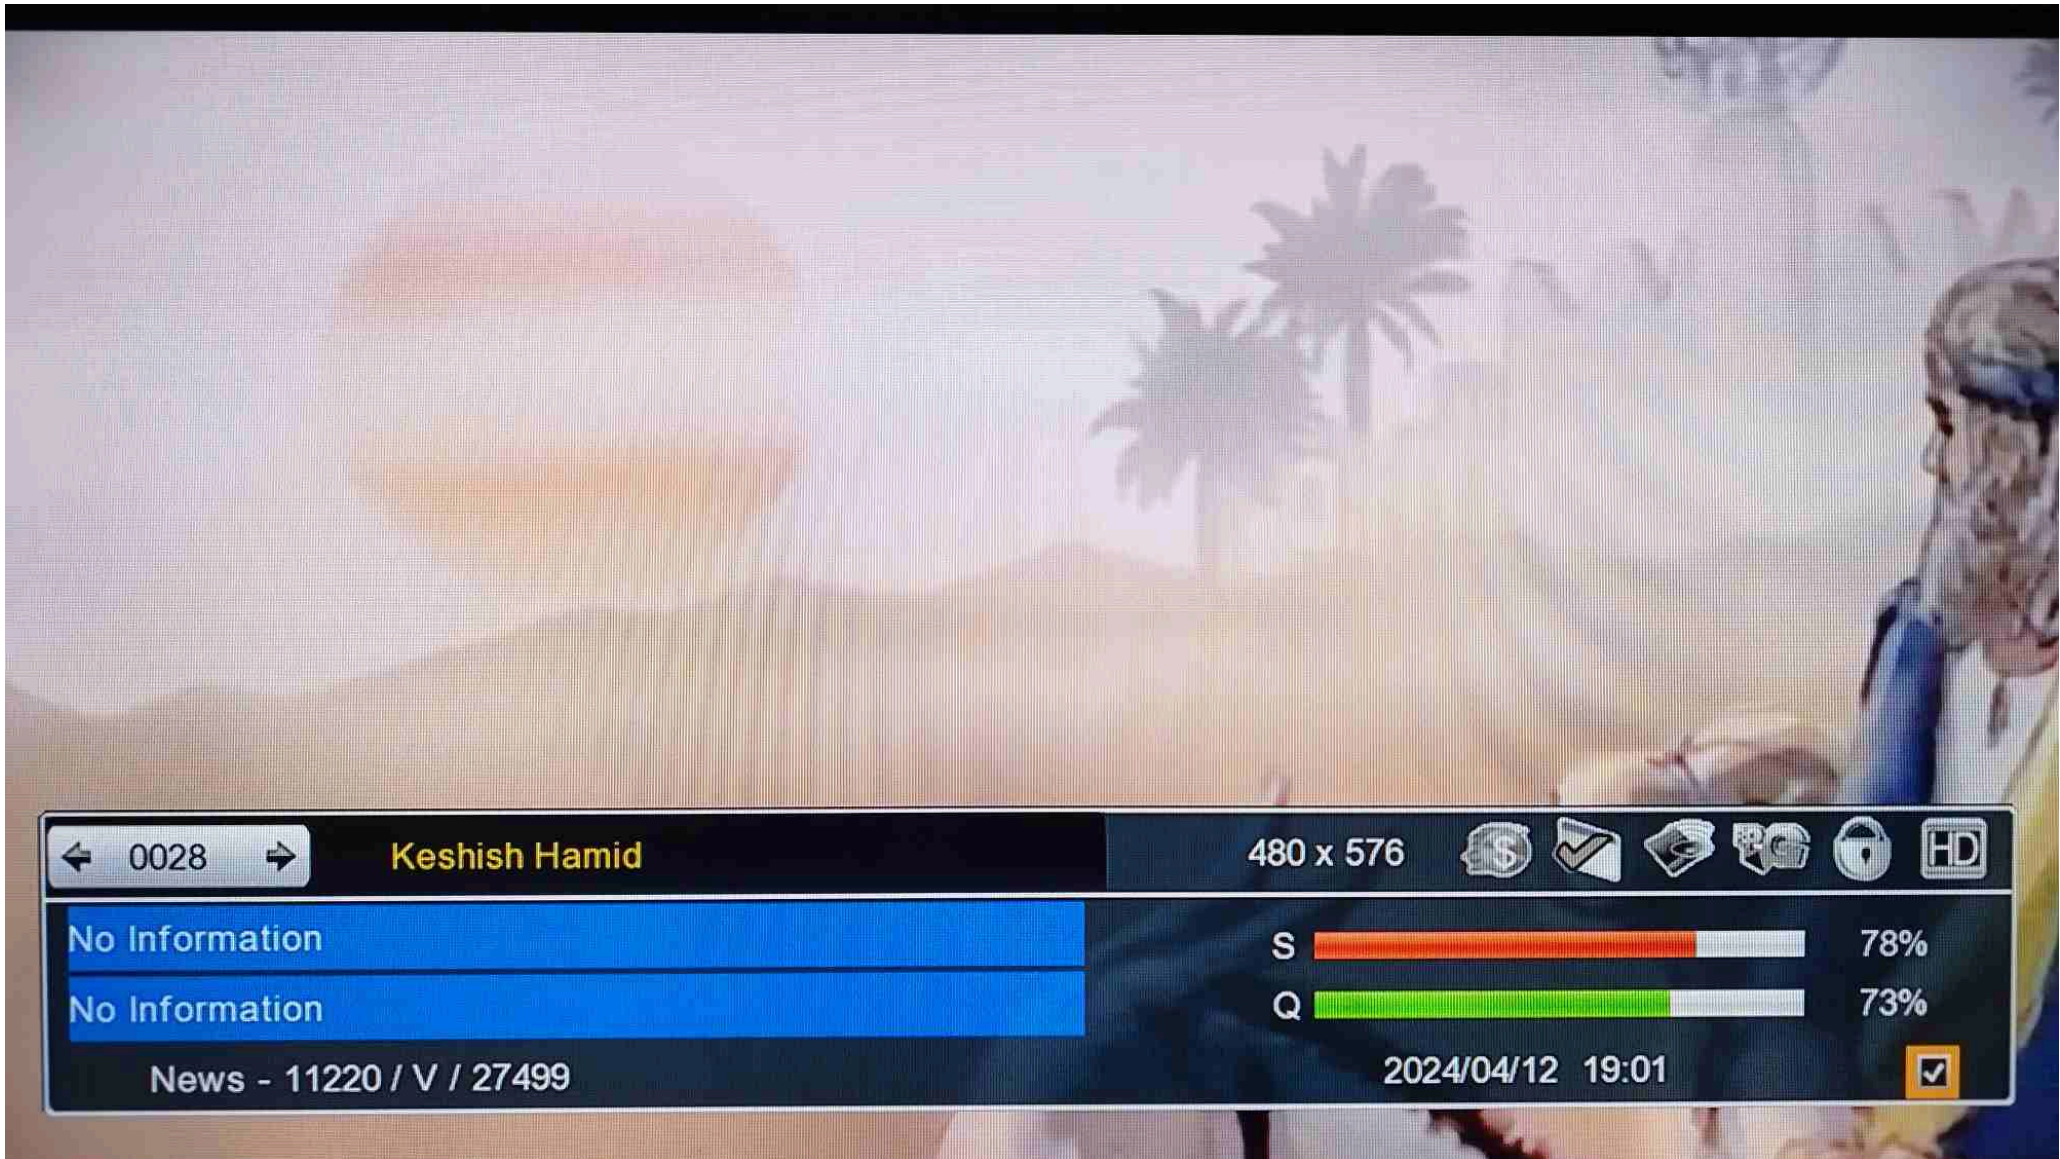 0028
Keshish Hamid
480 x 576
$
HD
No Information
S 78%
No Information
Q 73%
News - 11220 / V / 27499
2024/04/12 19:01